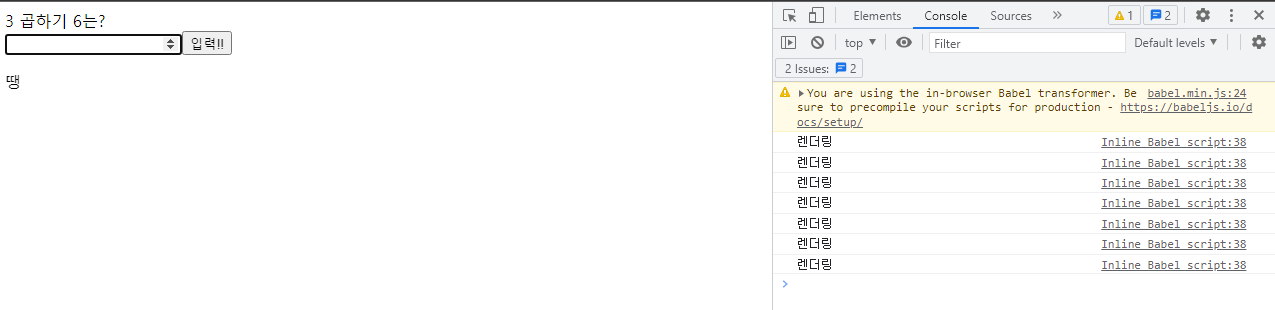 3 곱하기 6는?
입력!!
땡
Elements Console Sources » 1 2
top ▼ Filter Default levels ▼
2 Issues: 2
▶You are using the in-browser Babel transformer. Be babel.min.js:24
sure to precompile your scripts for production - https://babeljs.io/d
ocs/setup/
렌더링 Inline Babel script:38
렌더링 Inline Babel script:38
렌더링 Inline Babel script:38
렌더링 Inline Babel script:38
렌더링 Inline Babel script:38
렌더링 Inline Babel script:38
렌더링 Inline Babel script:38
>